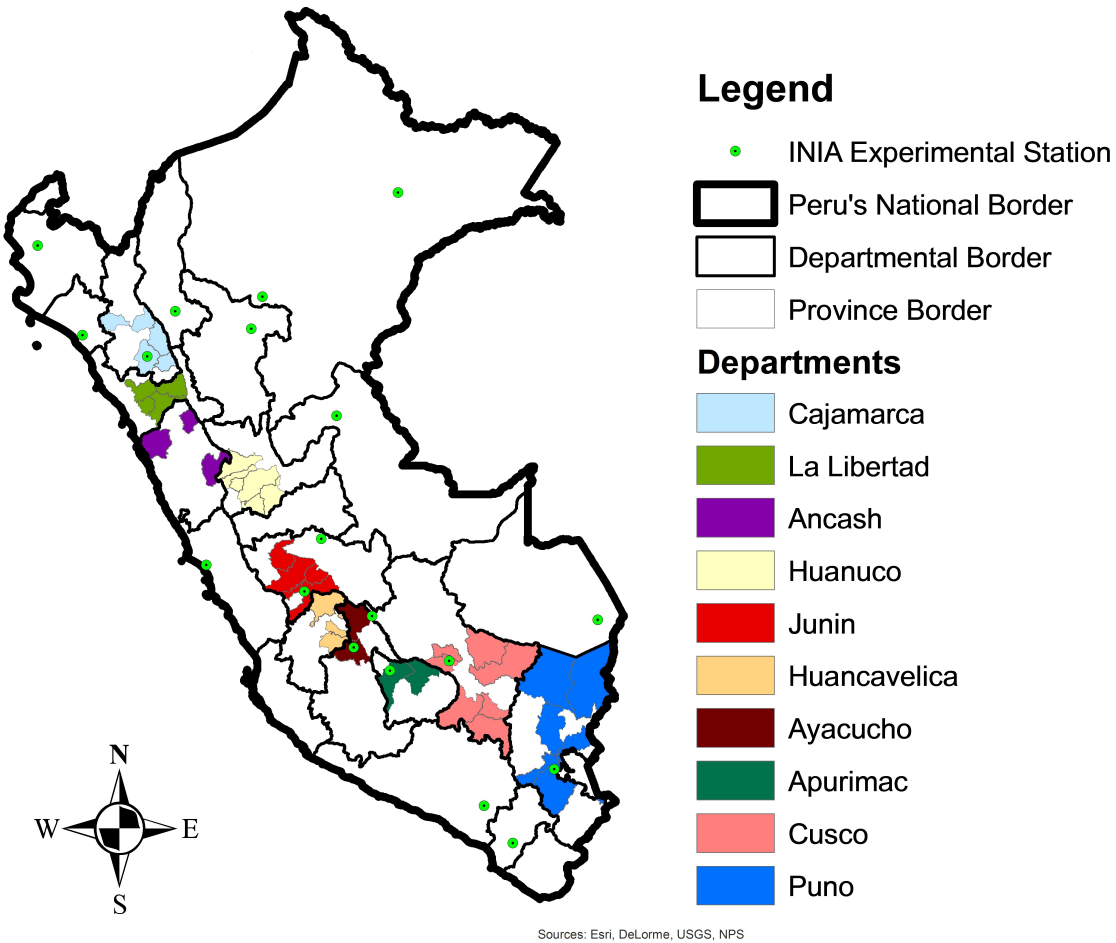 Legend
INIA Experimental Station
Peru's National Border
Departmental Border
Province Border
Departments
Cajamarca
La Libertad
Ancash
Huanuco
Junin
Huancavelica
Ayacucho
Apurimac
Cusco
Puno
N
W E
S
Sources: Esri, DeLorme, USGS, NPS